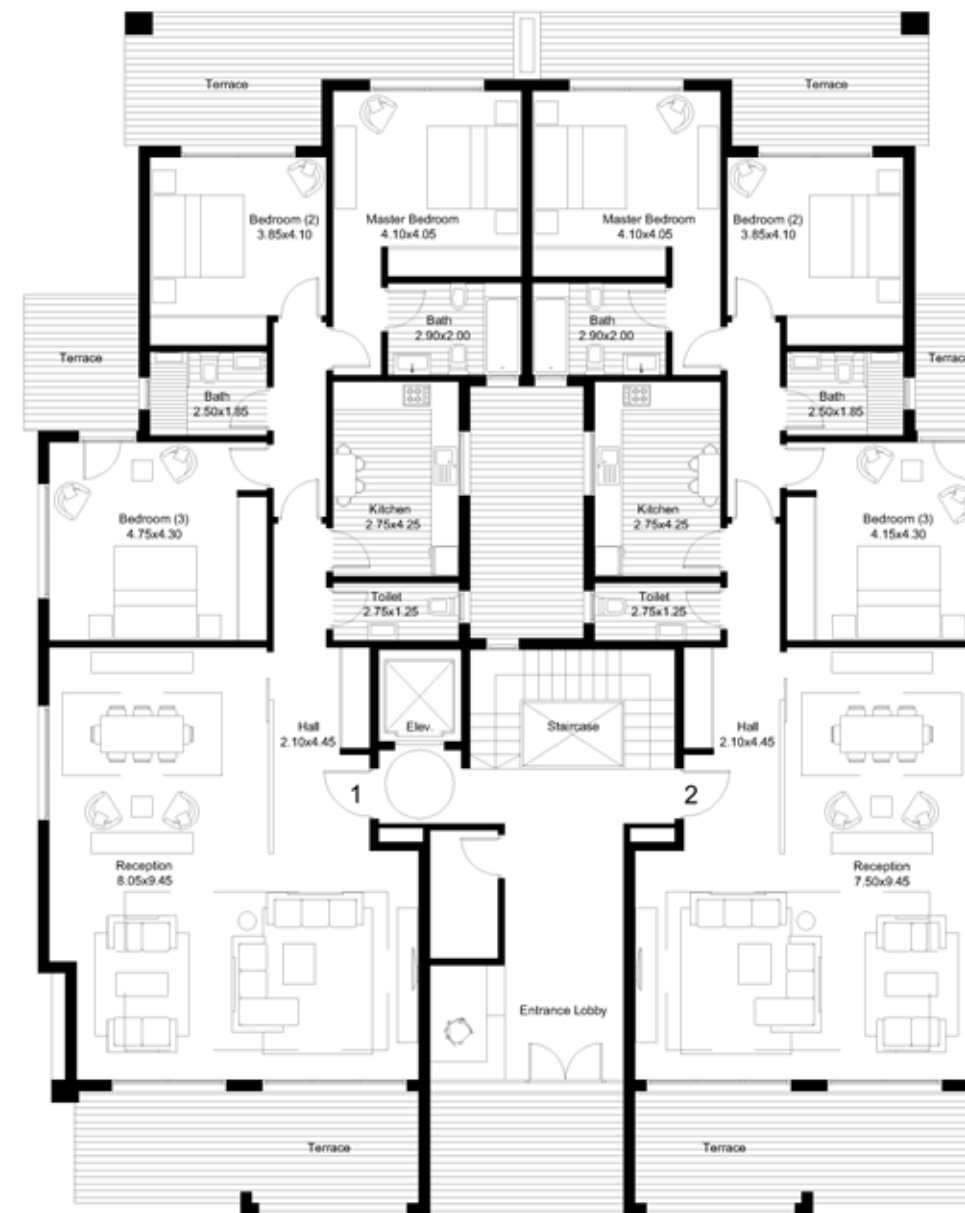 Terrace
Terrace
Bedroom (2)
3.85x4.10
Master Bedroom
4.10x4.05
Master Bedroom
4.10x4.05
Bedroom (2)
3.85x4.10
Bath
2.90x2.00
Bath
2.90x2.00
Terrace
Terrac
Bath
2.50x1.85
Bath
2.50x1.85
Kitchen
2.75x4.25
Kitchen
2.75x4.25
Bedroom (3)
4.75x4.30
Bedroom (3)
4.15x4.30
Toilet
2.75x1.25
Toilet
2.75x1.25
Hall
2.10x4.45
Elev.
Staircase
Hall
2.10x4.45
1
2
Reception
8.05x9.45
Reception
7.50x9.45
Entrance Lobby
Terrace
Terrace